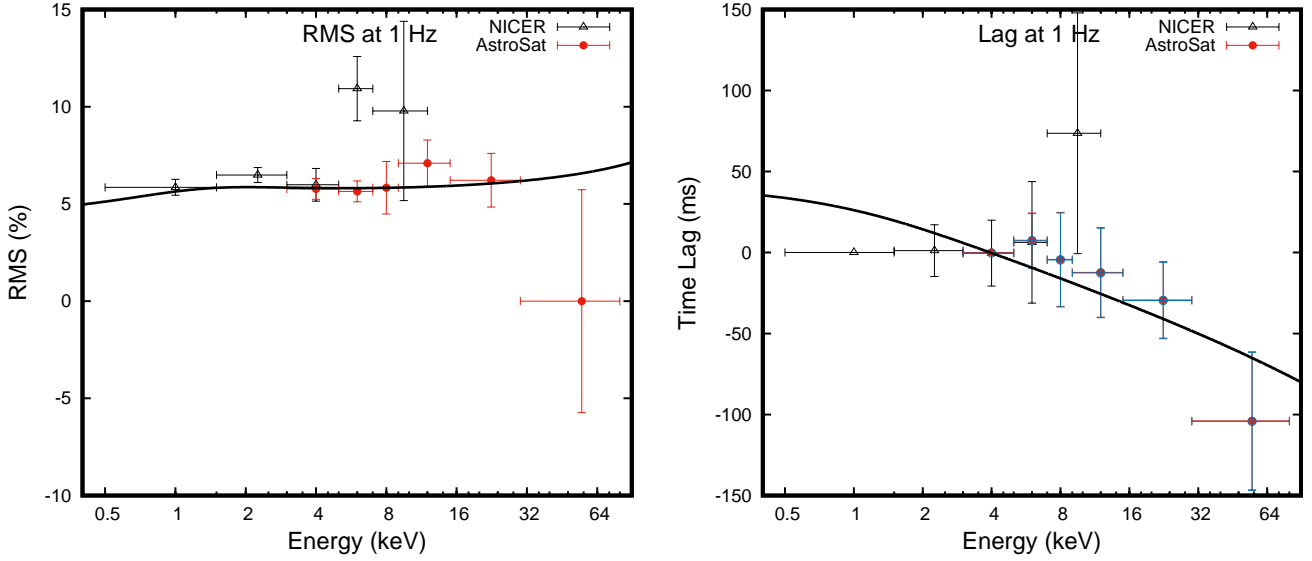 RMS at 1 Hz
NICER
AstroSat
15
10
5
0
-5
-10
RMS (%)
0.5 1 2 4 8 16 32 64
Energy (keV)
Lag at 1 Hz
NICER
AstroSat
150
100
50
0
-50
-100
-150
Time Lag (ms)
0.5 1 2 4 8 16 32 64
Energy (keV)